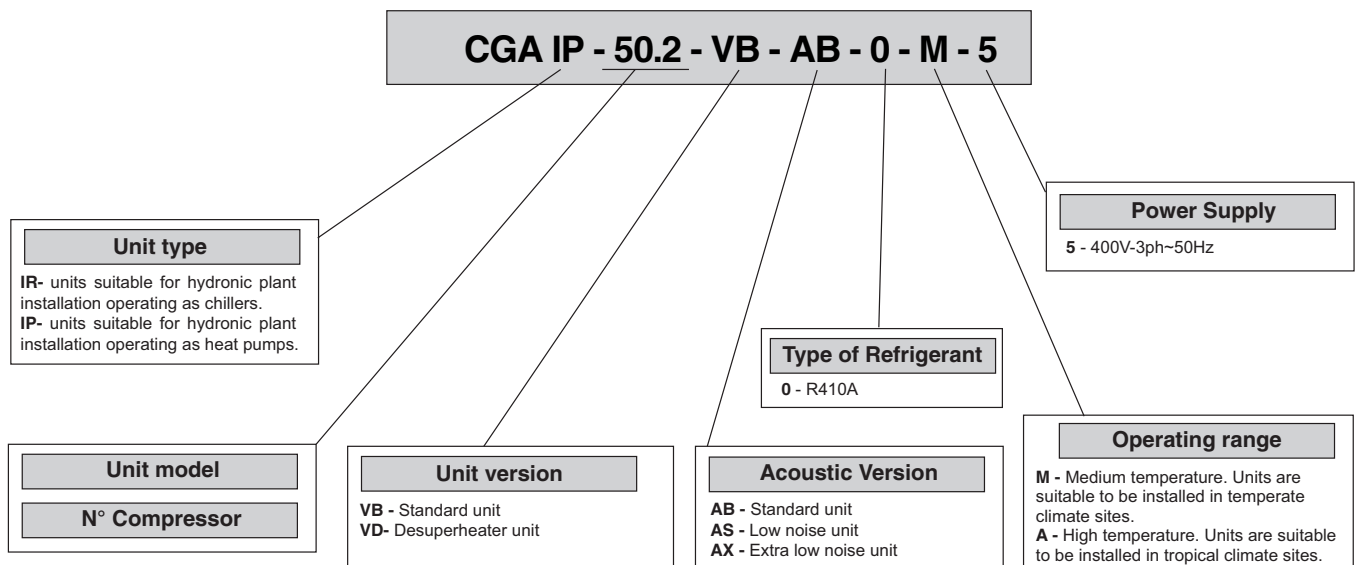 CGA IP - 50.2 - VB - AB - 0 - M - 5
Power Supply
5 - 400V-3ph~50Hz
Unit type
IR- units suitable for hydronic plant
installation operating as chillers.
IP- units suitable for hydronic plant
installation operating as heat pumps.
Type of Refrigerant
0 - R410A
Unit model
N° Compressor
Unit version
VB - Standard unit
VD- Desuperheater unit
Acoustic Version
AB - Standard unit
AS - Low noise unit
AX - Extra low noise unit
Operating range
M - Medium temperature. Units are
suitable to be installed in temperate
climate sites.
A - High temperature. Units are suitable
to be installed in tropical climate sites.